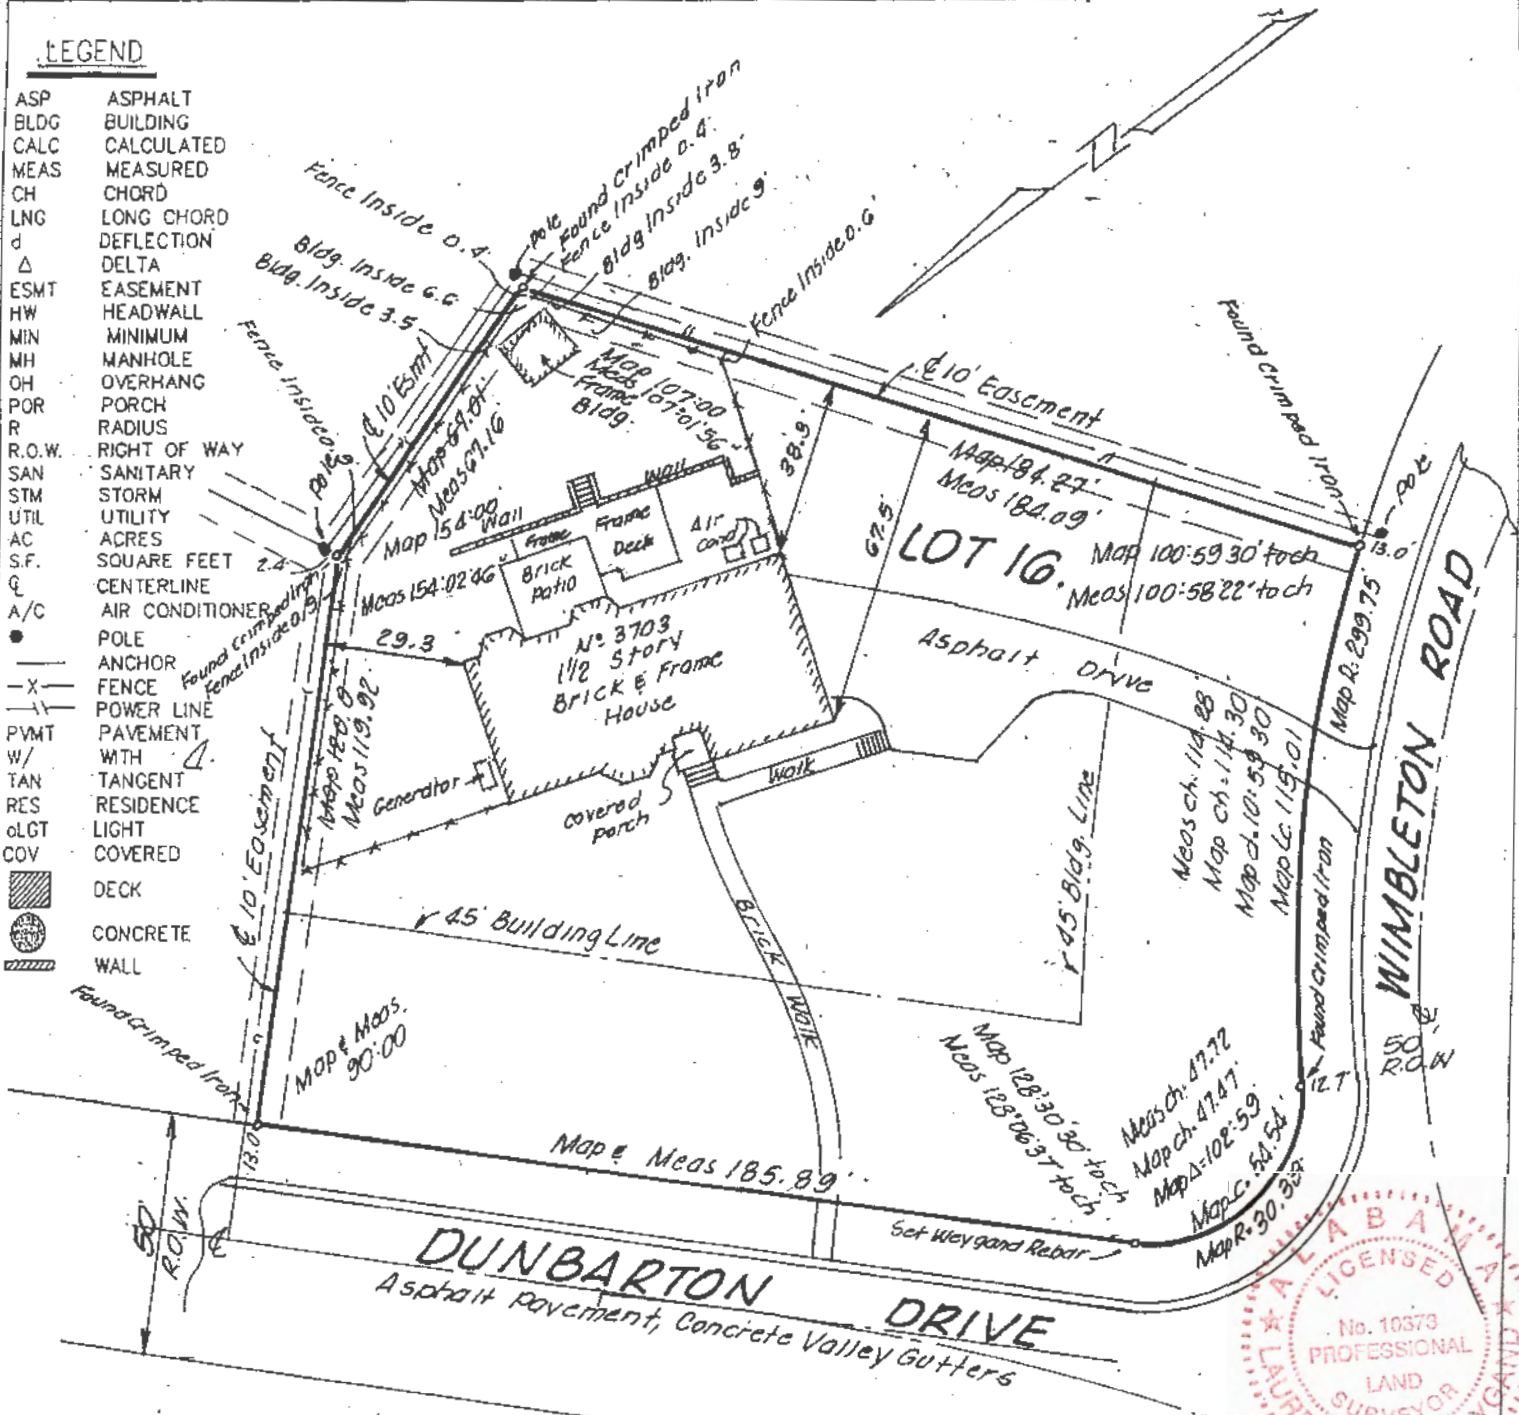 LEGEND
ASP ASPHALT
BLDG BUILDING
CALC CALCULATED
MEAS MEASURED
CH CHORD
LNG LONG CHORD
d DEFLECTION
Δ DELTA
ESMT EASEMENT
HW HEADWALL
MIN MINIMUM
MH MANHOLE
OH OVERHANG
POR PORCH
R RADIUS
R.O.W. RIGHT OF WAY
SAN SANITARY
STM STORM
UTIL UTILITY
AC ACRES
S.F. SQUARE FEET
℄ CENTERLINE
A/C AIR CONDITIONER
POLE
ANCHOR
-X- FENCE
POWER LINE
PVMT PAVEMENT
W/ WITH
TAN TANGENT
RES RESIDENCE
oLGT LIGHT
COV COVERED
DECK
CONCRETE
WALL
Fence Inside 0.4'
Bldg. Inside 6.6
Bldg. Inside 3.5
Pole
Found Crimped Iron
Fence Inside 0.4'
Bldg Inside 3.8'
Bldg. Inside 9'
Fence Inside 0.6'
℄ 10' Easement
Found Crimped Iron
Pole
13.0'
℄ 10' Esmt
Fence Inside
Pole
2.4
Map 69.01'
Meas 67.16
Map 154:00'
Meas 154:02'46"
Map 107:00
Meas 107:01'56"
Frame
Bldg.
38.9'
67.5'
Map 184.27'
Meas 184.09'
LOT 16.
Map 100:59'30" to ch
Meas 100:58'22" to ch
Wall
Wall
Frame
Frame
Deck
Air
Cond
Brick
Patio
Nº 3703
1 1/2 Story
Brick & Frame
House
29.3
Found Crimped Iron
Fence Inside 0.9
Asphalt Drive
Map R. 299.75'
WIMBLETON ROAD
50'
R.O.W
Meas ch. 114.28'
Map ch. 114.30'
Map d. 10:59'30"
Map Lc. 115.01
Found Crimped Iron
12.7'
Generator
Covered
Porch
Walk
Meas 119.92
℄ 10' Easement
45' Building Line
45' Bldg. Line
Brick Walk
Found Crimped Iron
Map & Meas.
90:00
13.0'
Map 128:30'30" to ch
Meas 128:06'37" to ch
Meas ch. 47.72
Map ch. 47.47'
Map Δ=102:59'
Map C. 54.54'
Map & Meas 185.89'
Set Weygand Rebar
50'
R.O.W.
℄
DUNBARTON DRIVE
Asphalt Pavement, Concrete Valley Gutters
ALABAMA
LICENSED
No. 10373
PROFESSIONAL
LAND
SURVEYOR